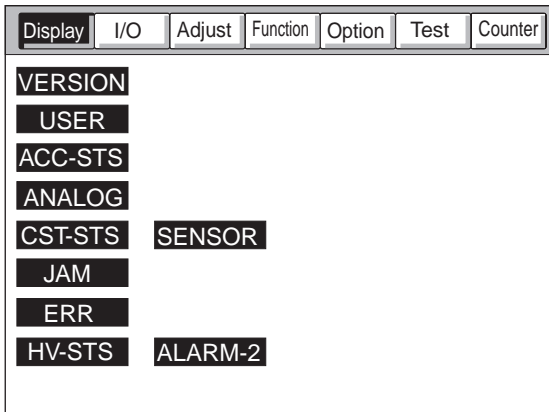 Display I/O Adjust Function Option Test Counter
VERSION
USER
ACC-STS
ANALOG
CST-STS SENSOR
JAM
ERR
HV-STS ALARM-2